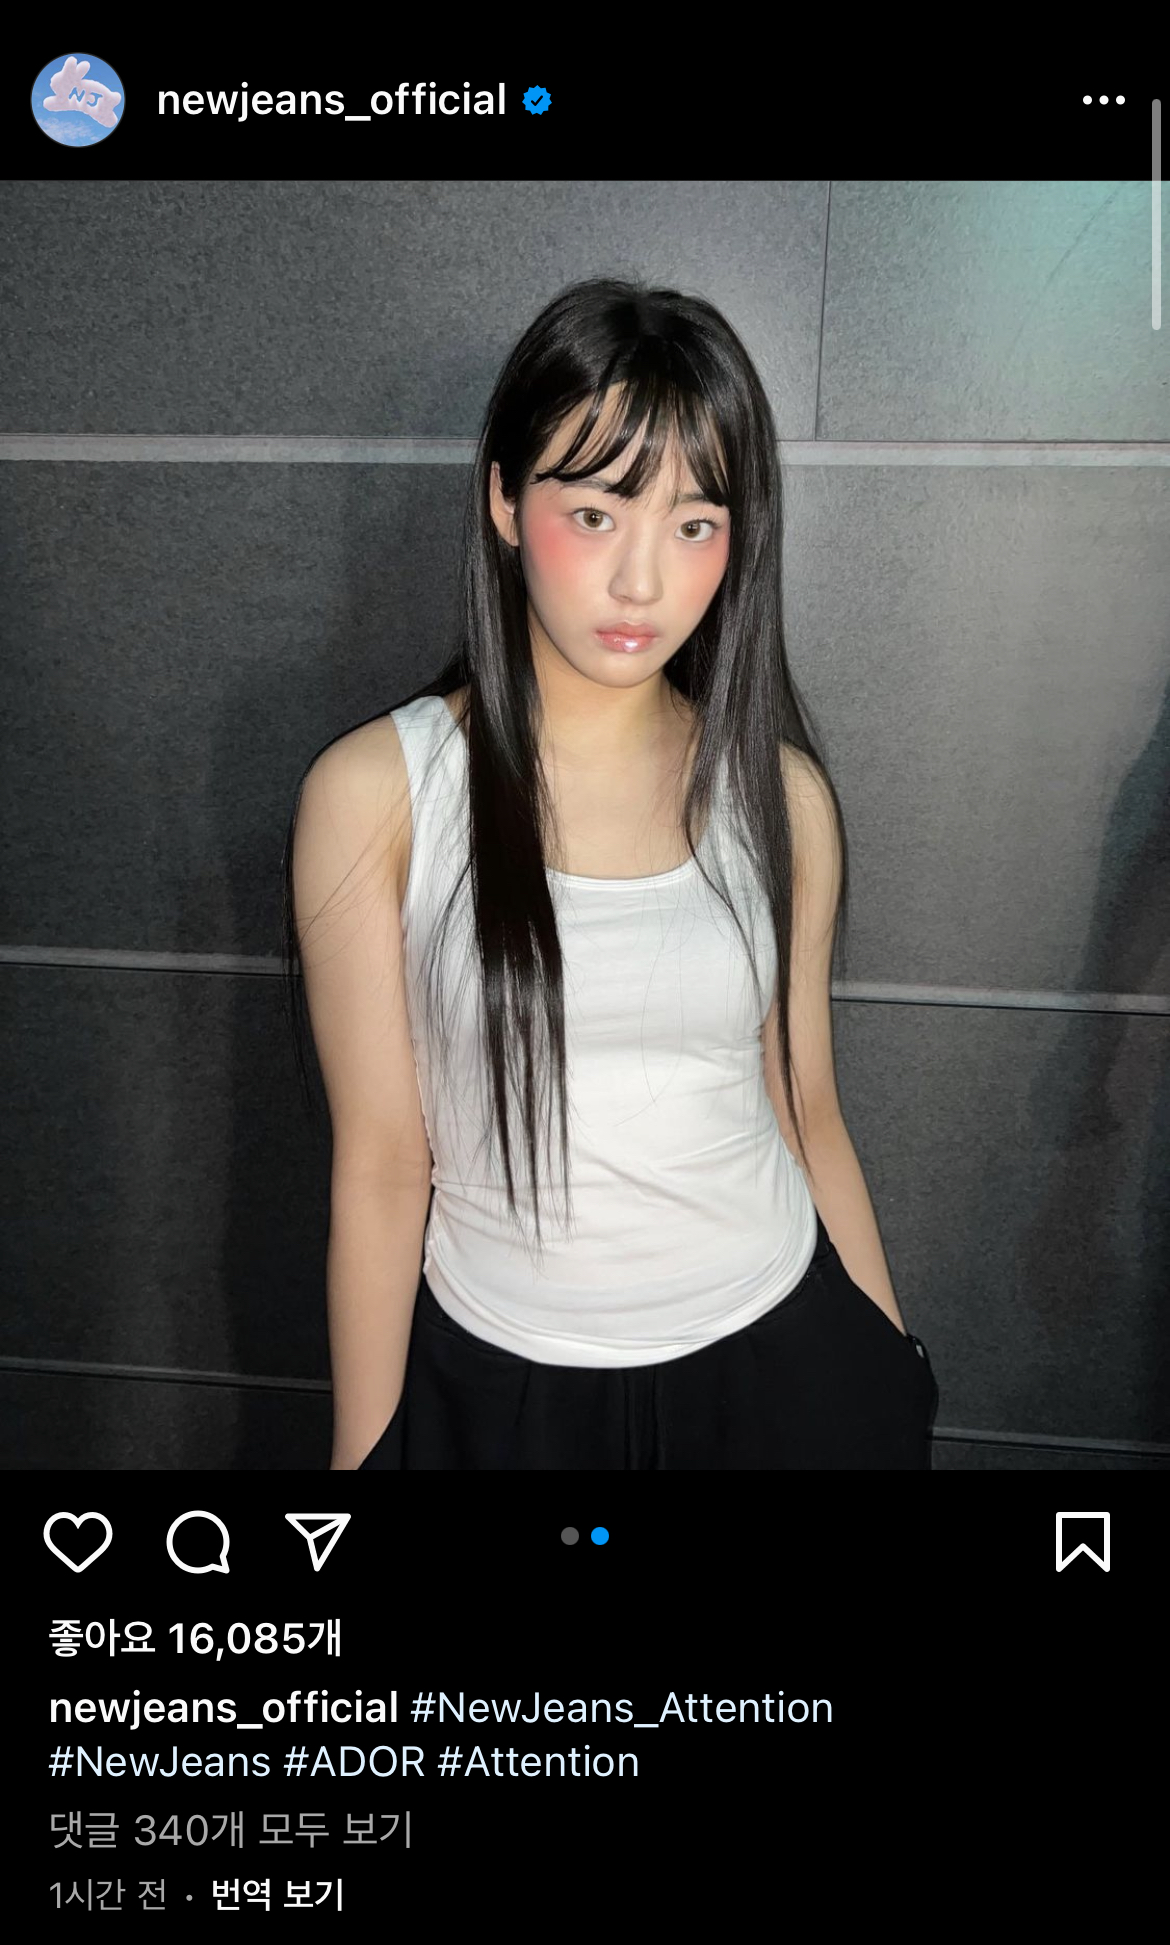 NJ
newjeans_official
좋아요 16,085개
newjeans_official #NewJeans_Attention
#NewJeans #ADOR #Attention
댓글 340개 모두 보기
1시간 전 · 번역 보기